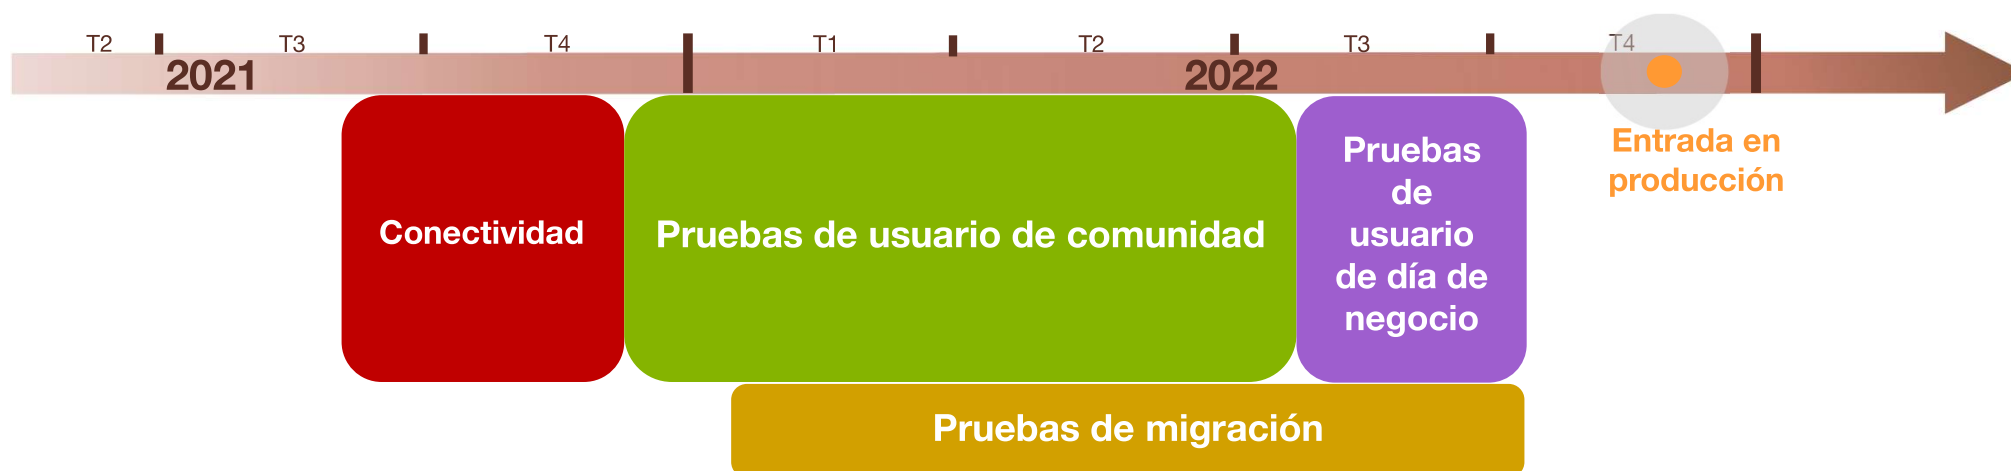 T2 T3 T4 T1 T2 T3 T4
2021 2022
Entrada en
producción
Conectividad
Pruebas de usuario de comunidad
Pruebas
de
usuario
de día de
negocio
Pruebas de migración